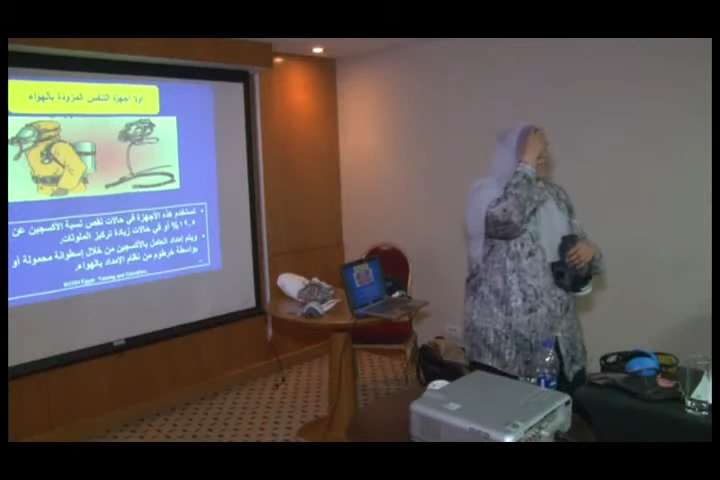 أولا أجهزة التنفس المزودة بالهواء
تستخدم هذه الأجهزة في حالات نقص نسبة الأكسجين عن
١٩.٥% أو في حالات زيادة تركيز الملوثات.
ويتم إمداد العامل بالأكسجين من خلال إسطوانة محمولة أو
بواسطة خرطوم من نظام الإمداد بالهواء.
Egypt, Training and Education